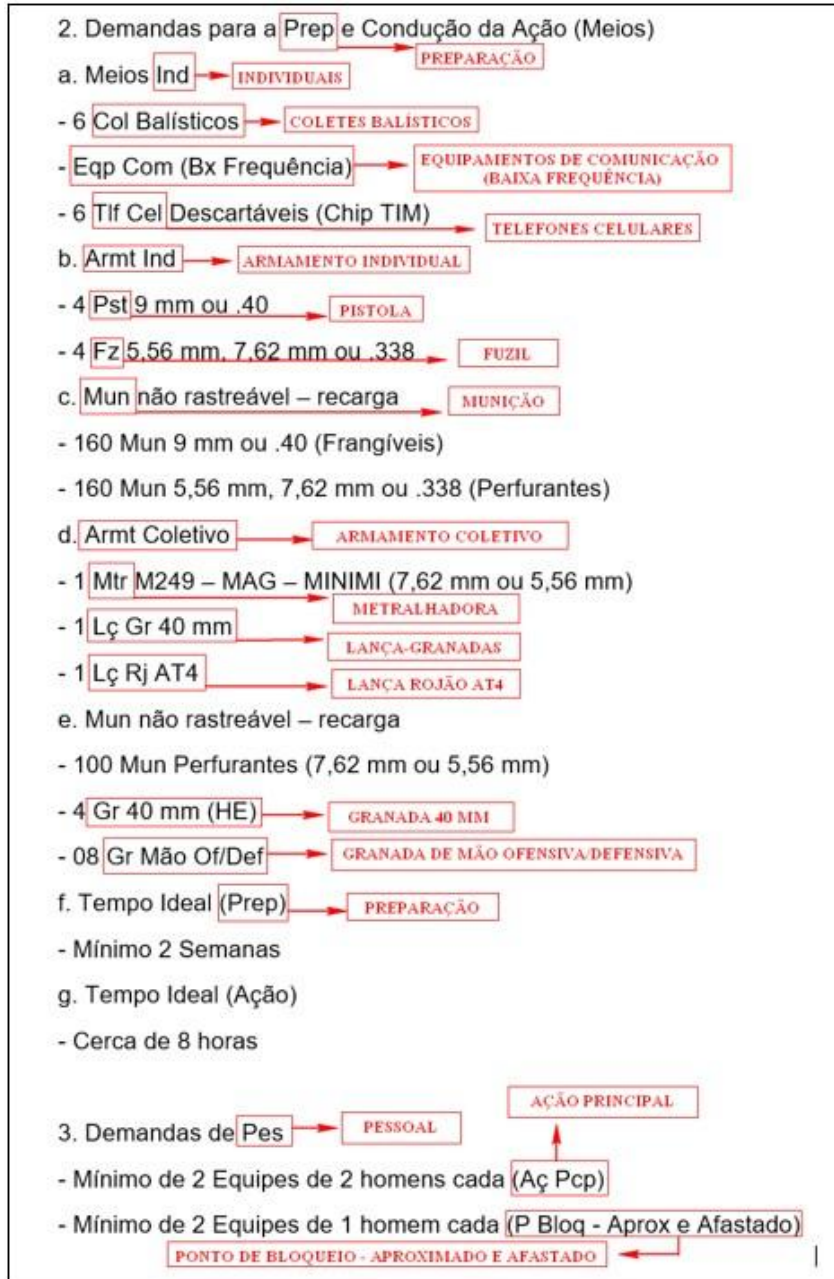 2. Demandas para a Prep e Condução da Ação (Meios)
PREPARAÇÃO
a. Meios Ind
INDIVIDUAIS
- 6 Col Balísticos
COLETES BALÍSTICOS
- Eqp Com (Bx Frequência)
EQUIPAMENTOS DE COMUNICAÇÃO
(BAIXA FREQUÊNCIA)
- 6 Tlf Cel Descartáveis (Chip TIM)
TELEFONES CELULARES
b. Armt Ind
ARMAMENTO INDIVIDUAL
- 4 Pst 9 mm ou .40
PISTOLA
- 4 Fz 5,56 mm, 7,62 mm ou .338
FUZIL
c. Mun não rastreável – recarga
MUNIÇÃO
- 160 Mun 9 mm ou .40 (Frangíveis)
- 160 Mun 5,56 mm, 7,62 mm ou .338 (Perfurantes)
d. Armt Coletivo
ARMAMENTO COLETIVO
- 1 Mtr M249 – MAG – MINIMI (7,62 mm ou 5,56 mm)
METRALHADORA
- 1 Lç Gr 40 mm
LANÇA-GRANADAS
- 1 Lç Rj AT4
LANÇA ROJÃO AT4
e. Mun não rastreável – recarga
- 100 Mun Perfurantes (7,62 mm ou 5,56 mm)
- 4 Gr 40 mm (HE)
GRANADA 40 MM
- 08 Gr Mão Of/Def
GRANADA DE MÃO OFENSIVA/DEFENSIVA
f. Tempo Ideal (Prep)
PREPARAÇÃO
- Mínimo 2 Semanas
g. Tempo Ideal (Ação)
- Cerca de 8 horas
AÇÃO PRINCIPAL
3. Demandas de Pes
PESSOAL
- Mínimo de 2 Equipes de 2 homens cada (Aç Pcp)
- Mínimo de 2 Equipes de 1 homem cada (P Bloq - Aprox e Afastado)
PONTO DE BLOQUEIO - APROXIMADO E AFASTADO